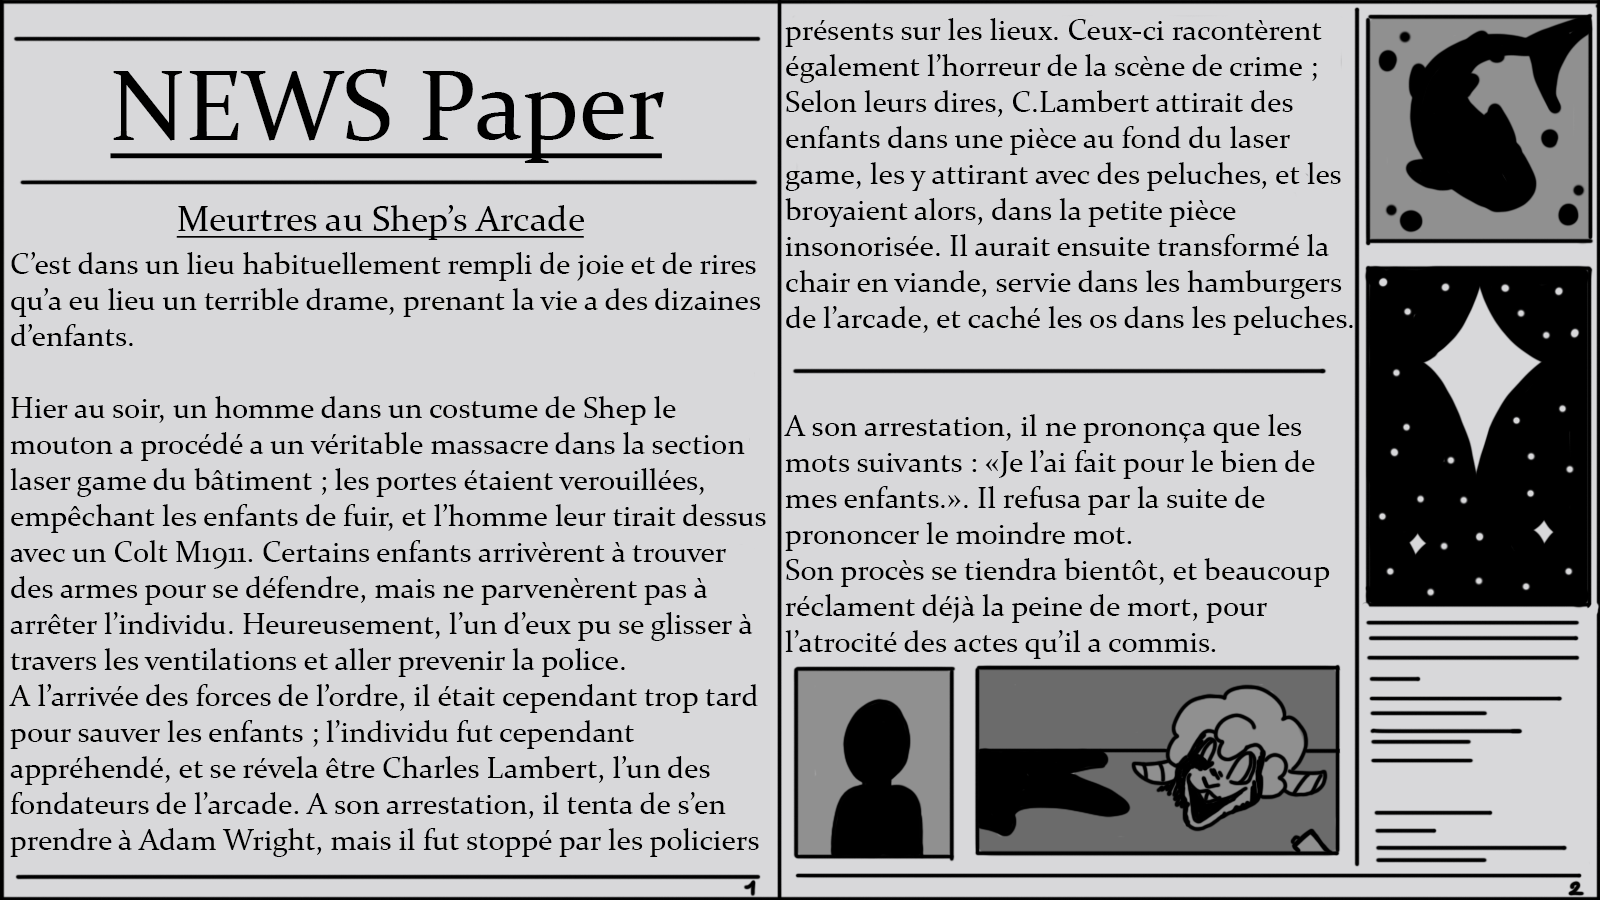 NEWS Paper
Meurtres au Shep's Arcade
C'est dans un lieu habituellement rempli de joie et de rires
qu'a eu lieu un terrible drame, prenant la vie a des dizaines
d'enfants.
Hier au soir, un homme dans un costume de Shep le
mouton a procédé a un véritable massacre dans la section
laser game du bâtiment ; les portes étaient verouillées,
empêchant les enfants de fuir, et l'homme leur tirait dessus
avec un Colt M1911. Certains enfants arrivèrent à trouver
des armes pour se défendre, mais ne parvenèrent pas à
arrêter l'individu. Heureusement, l'un d'eux pu se glisser à
travers les ventilations et aller prevenir la police.
A l'arrivée des forces de l'ordre, il était cependant trop tard
pour sauver les enfants ; l'individu fut cependant
appréhendé, et se révela être Charles Lambert, l'un des
fondateurs de l'arcade. A son arrestation, il tenta de s'en
prendre à Adam Wright, mais il fut stoppé par les policiers
1
présents sur les lieux. Ceux-ci racontèrent
également l'horreur de la scène de crime ;
Selon leurs dires, C.Lambert attirait des
enfants dans une pièce au fond du laser
game, les y attirant avec des peluches, et les
broyaient alors, dans la petite pièce
insonorisée. Il aurait ensuite transformé la
chair en viande, servie dans les hamburgers
de l'arcade, et caché les os dans les peluches.
A son arrestation, il ne prononça que les
mots suivants : «Je l'ai fait pour le bien de
mes enfants.». Il refusa par la suite de
prononcer le moindre mot.
Son procès se tiendra bientôt, et beaucoup
réclament déjà la peine de mort, pour
l'atrocité des actes qu'il a commis.
2